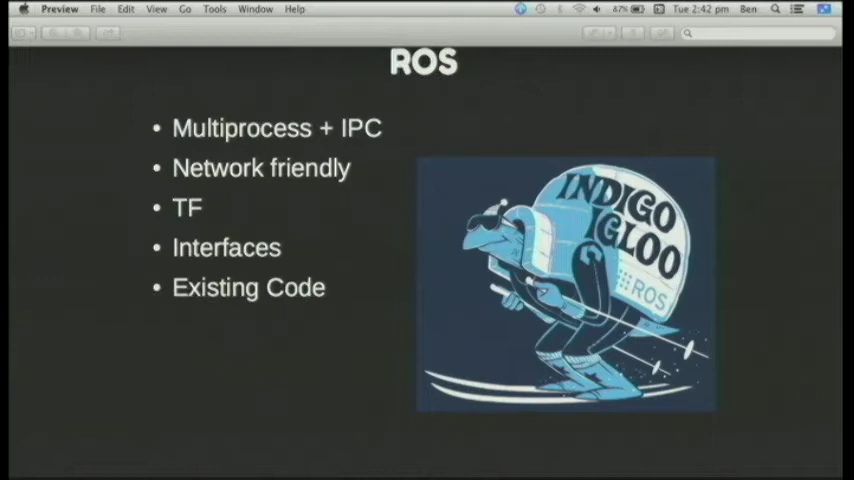 Preview File Edit View Go Tools Window Help
87% Tue 2:42 pm Ben
ROS
• Multiprocess + IPC
• Network friendly
• TF
• Interfaces
• Existing Code
INDIGO
IGLOO
ROS